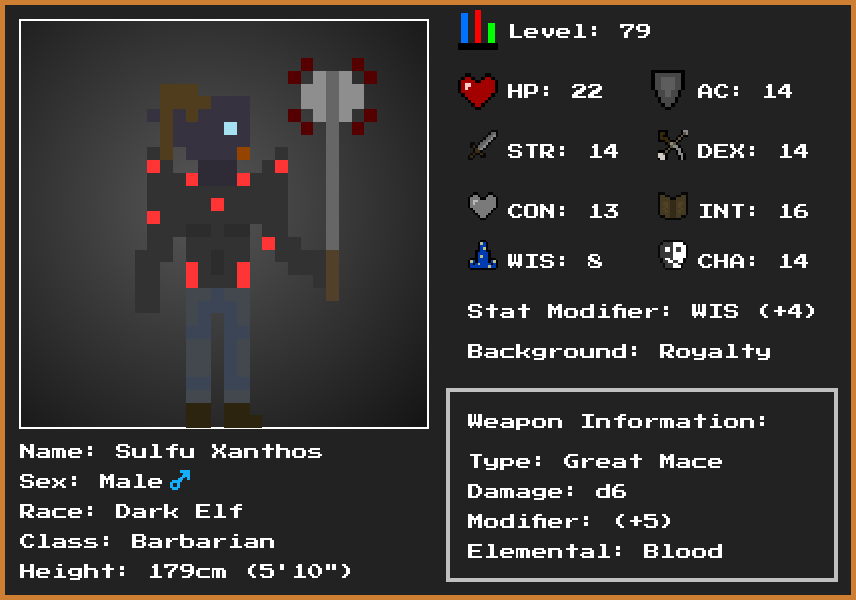 Level: 79
HP: 22
AC: 14
STR: 14
DEX: 14
CON: 13
INT: 16
WIS: 8
CHA: 14
Stat Modifier: WIS (+4)
Background: Royalty
Weapon Information:
Type: Great Mace
Damage: d6
Modifier: (+5)
Elemental: Blood
Name: Sulfu Xanthos
Sex: Male♂
Race: Dark Elf
Class: Barbarian
Height: 179cm (5'10")